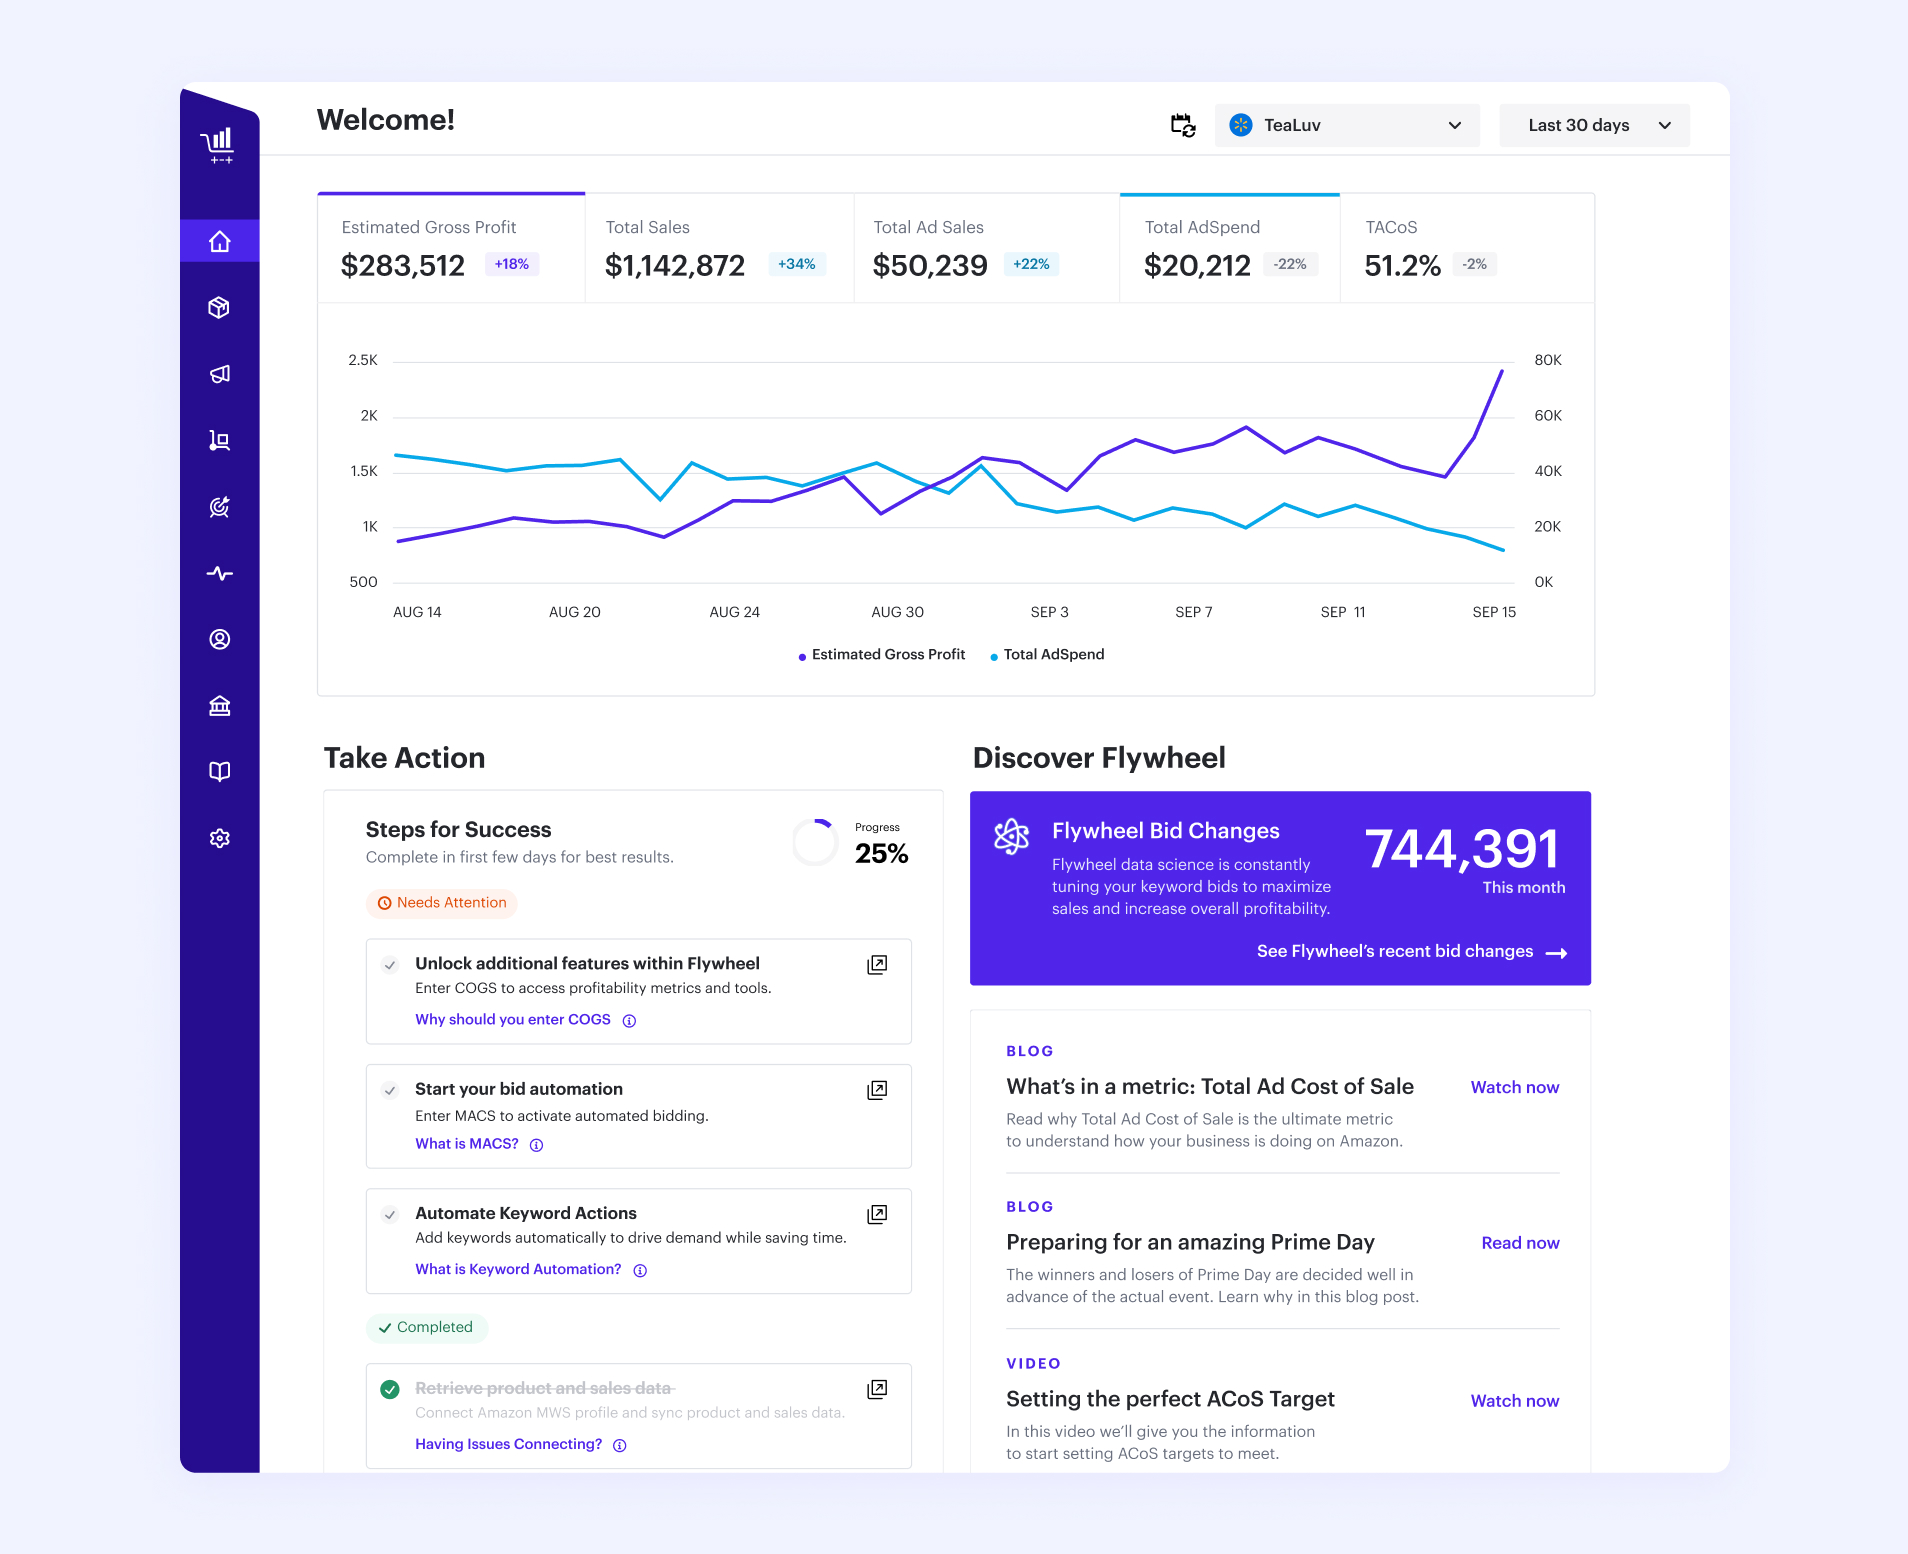 Welcome!
TeaLuv
Last 30 days
Estimated Gross Profit
$283,512 +18%
Total Sales
$1,142,872 +34%
Total Ad Sales
$50,239 +22%
Total AdSpend
$20,212 -22%
TACoS
51.2% -2%
2.5K
2K
1.5K
1K
500
80K
60K
40K
20K
0K
AUG 14 AUG 20 AUG 24 AUG 30 SEP 3 SEP 7 SEP 11 SEP 15
Estimated Gross Profit Total AdSpend
Take Action
Steps for Success
Complete in first few days for best results.
Progress
25%
Needs Attention
Unlock additional features within Flywheel
Enter COGS to access profitability metrics and tools.
Why should you enter COGS
Start your bid automation
Enter MACS to activate automated bidding.
What is MACS?
Automate Keyword Actions
Add keywords automatically to drive demand while saving time.
What is Keyword Automation?
Completed
Retrieve product and sales data
Connect Amazon MWS profile and sync product and sales data.
Having Issues Connecting?
Discover Flywheel
Flywheel Bid Changes
Flywheel data science is constantly
tuning your keyword bids to maximize
sales and increase overall profitability.
744,391
This month
See Flywheel’s recent bid changes
BLOG
What’s in a metric: Total Ad Cost of Sale
Watch now
Read why Total Ad Cost of Sale is the ultimate metric
to understand how your business is doing on Amazon.
BLOG
Preparing for an amazing Prime Day
Read now
The winners and losers of Prime Day are decided well in
advance of the actual event. Learn why in this blog post.
VIDEO
Setting the perfect ACoS Target
Watch now
In this video we’ll give you the information
to start setting ACoS targets to meet.